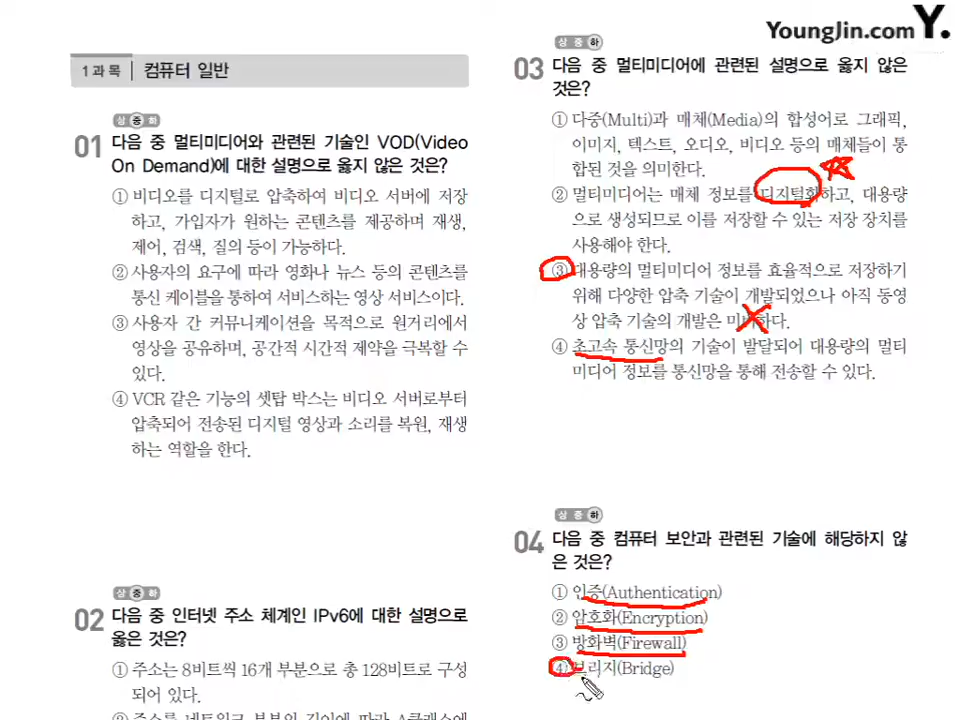 YoungJin.com Y.
1과목 컴퓨터 일반
상 중 하
01 다음 중 멀티미디어와 관련된 기술인 VOD(Video
On Demand)에 대한 설명으로 옳지 않은 것은?
① 비디오를 디지털로 압축하여 비디오 서버에 저장
하고, 가입자가 원하는 콘텐츠를 제공하며 재생,
제어, 검색, 질의 등이 가능하다.
② 사용자의 요구에 따라 영화나 뉴스 등의 콘텐츠를
통신 케이블을 통하여 서비스하는 영상 서비스이다.
③ 사용자 간 커뮤니케이션을 목적으로 원거리에서
영상을 공유하며, 공간적 시간적 제약을 극복할 수
있다.
④ VCR 같은 기능의 셋탑 박스는 비디오 서버로부터
압축되어 전송된 디지털 영상과 소리를 복원, 재생
하는 역할을 한다.
상 중 하
02 다음 중 인터넷 주소 체계인 IPv6에 대한 설명으로
옳은 것은?
① 주소는 8비트씩 16개 부분으로 총 128비트로 구성
되어 있다.
② 주소를 네트워크 부분의 길이에 따라 A클래스에
상 중 하
03 다음 중 멀티미디어에 관련된 설명으로 옳지 않은
것은?
① 다중(Multi)과 매체(Media)의 합성어로 그래픽,
이미지, 텍스트, 오디오, 비디오 등의 매체들이 통
합된 것을 의미한다.
② 멀티미디어는 매체 정보를 디지털화하고, 대용량
으로 생성되므로 이를 저장할 수 있는 저장 장치를
사용해야 한다.
③ 대용량의 멀티미디어 정보를 효율적으로 저장하기
위해 다양한 압축 기술이 개발되었으나 아직 동영
상 압축 기술의 개발은 미비하다.
④ 초고속 통신망의 기술이 발달되어 대용량의 멀티
미디어 정보를 통신망을 통해 전송할 수 있다.
상 중 하
04 다음 중 컴퓨터 보안과 관련된 기술에 해당하지 않
은 것은?
① 인증(Authentication)
② 암호화(Encryption)
③ 방화벽(Firewall)
④ 브리지(Bridge)